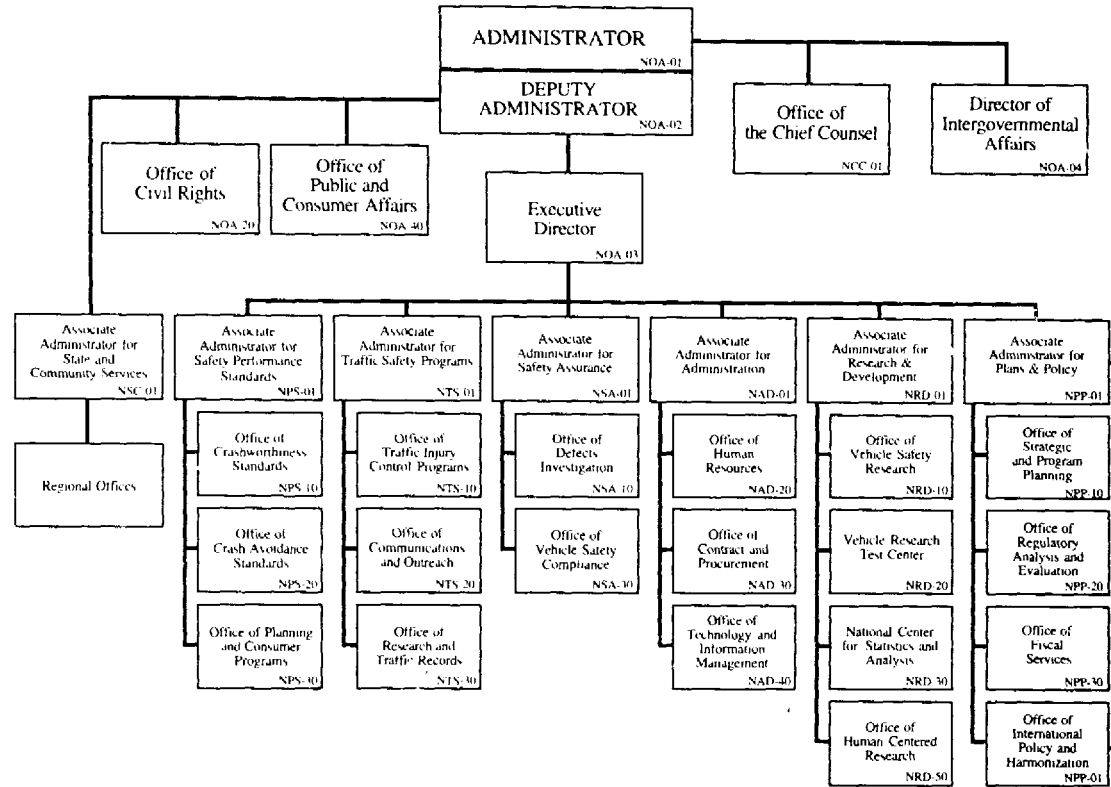 ADMINISTRATOR
NOA-01
DEPUTY
ADMINISTRATOR
NOA-02
Office of
the Chief Counsel
NCC-01
Director of
Intergovernmental
Affairs
NOA-04
Office of
Civil Rights
NOA-20
Office of
Public and
Consumer Affairs
NOA-40
Executive
Director
NOA-03
Associate
Administrator for
State and
Community Services
NSC-01
Associate
Administrator for
Safety Performance
Standards
NPS-01
Associate
Administrator for
Traffic Safety Programs
NTS-01
Associate
Administrator for
Safety Assurance
NSA-01
Associate
Administrator for
Administration
NAD-01
Associate
Administrator for
Research &
Development
NRD-01
Associate
Administrator for
Plans & Policy
NPP-01
Regional Offices
Office of
Crashworthiness
Standards
NPS-10
Office of
Traffic Injury
Control Programs
NTS-10
Office of
Defects
Investigation
NSA-10
Office of
Human
Resources
NAD-20
Office of
Vehicle Safety
Research
NRD-10
Office of
Strategic
and Program
Planning
NPP-10
Office of
Crash Avoidance
Standards
NPS-20
Office of
Communications
and Outreach
NTS-20
Office of
Vehicle Safety
Compliance
NSA-30
Office of
Contract and
Procurement
NAD-30
Vehicle Research
Test Center
NRD-20
Office of
Regulatory
Analysis and
Evaluation
NPP-20
Office of Planning
and Consumer
Programs
NPS-30
Office of
Research and
Traffic Records
NTS-30
Office of
Technology and
Information
Management
NAD-40
National Center
for Statistics and
Analysis
NRD-30
Office of
Fiscal
Services
NPP-30
Office of
Human Centered
Research
NRD-50
Office of
International
Policy and
Harmonization
NPP-01